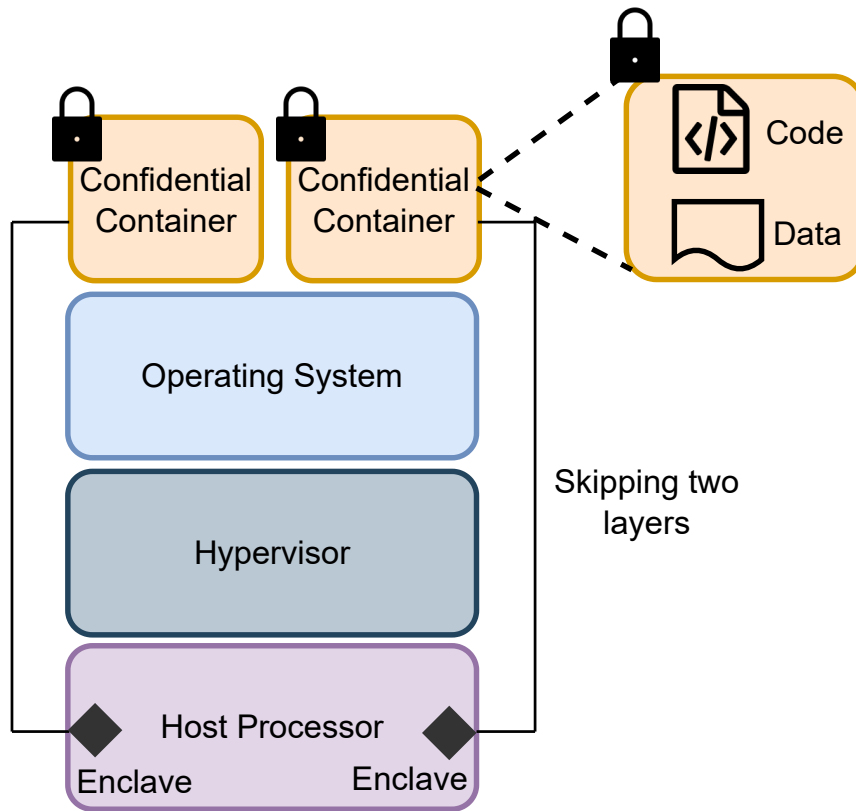 Confidential
Container
Confidential
Container
</>
Code
Data
Operating System
Hypervisor
Skipping two
layers
Host Processor
Enclave
Enclave